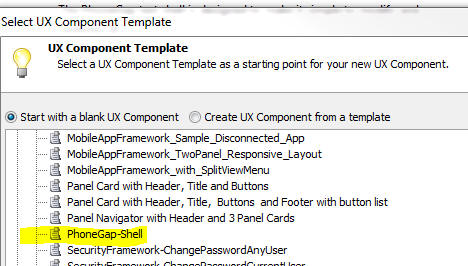 Select UX Component Template
UX Component Template
Select a UX Component Template as a starting point for your new UX Component.
Start with a blank UX Component
Create UX Component from a template
MobileAppFramework_Sample_Disconnected_App
MobileAppFramework_TwoPanel_Responsive_Layout
MobileAppFramework_with_SplitViewMenu
Panel Card with Header, Title and Buttons
Panel Card with Header, Title, Buttons and Footer with button list
Panel Navigator with Header and 3 Panel Cards
PhoneGap-Shell
SecurityFramework-ChangePasswordAnyUser
SecurityFramework-ChangePasswordCurrentUser